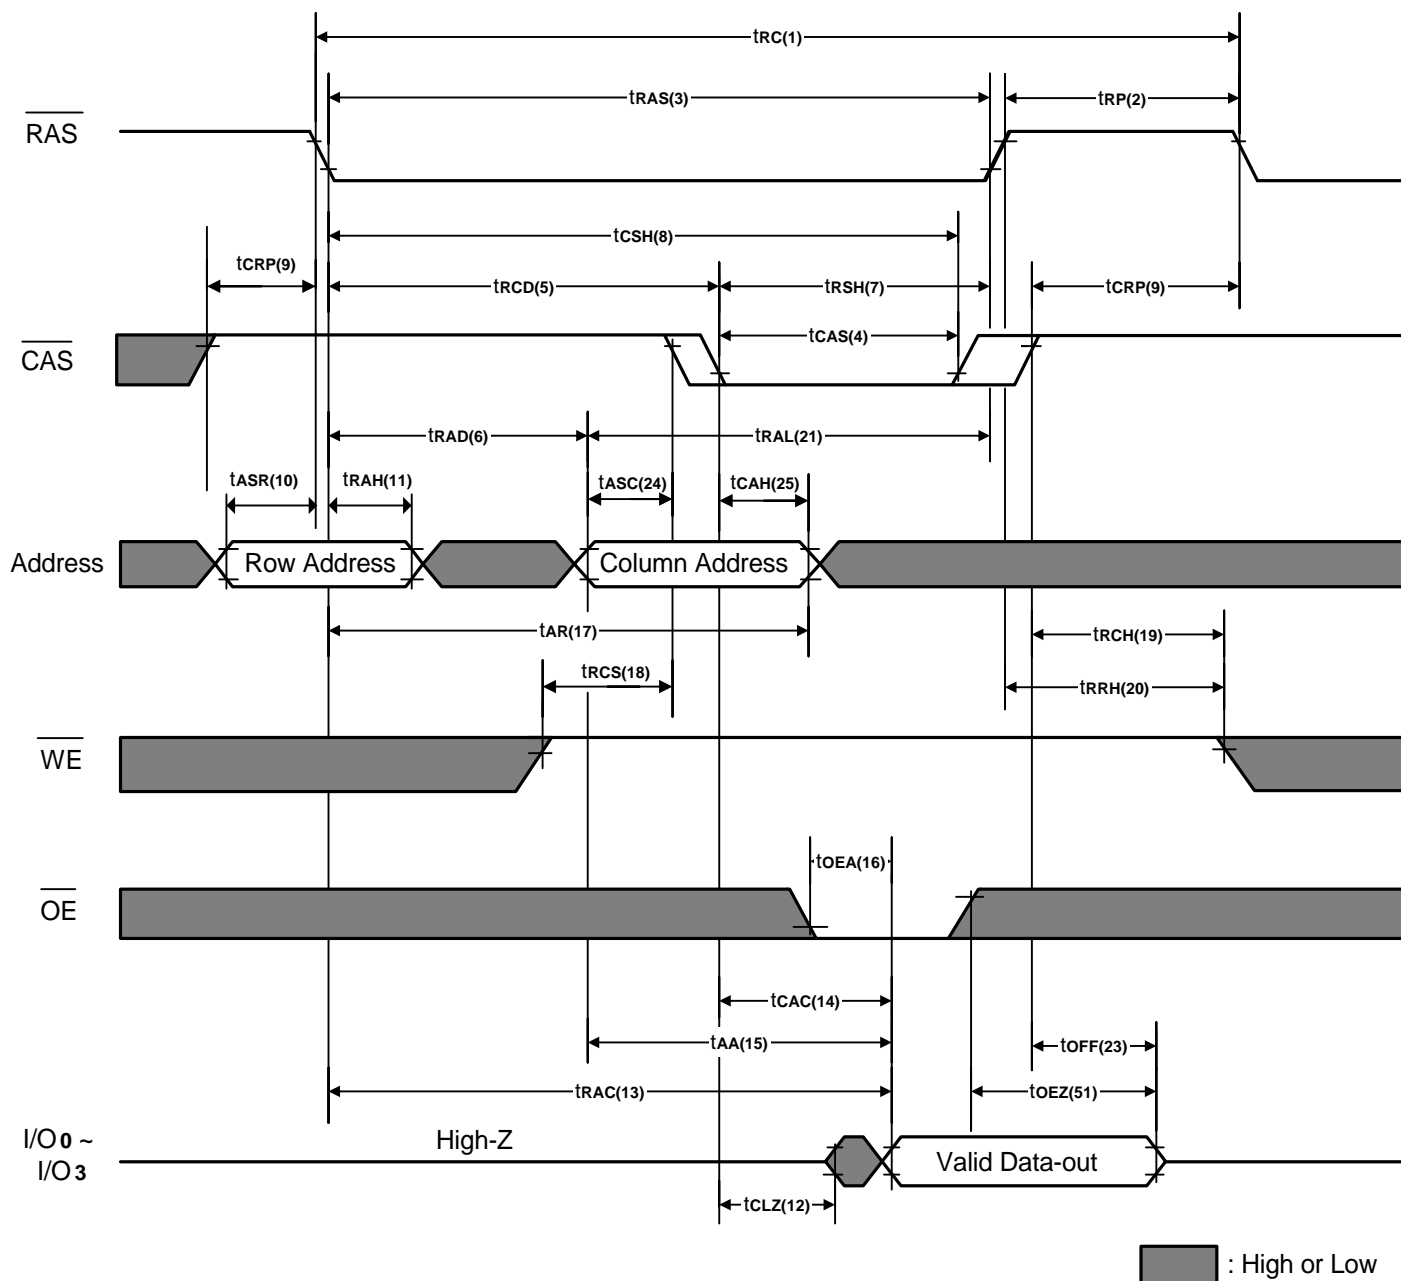 tRC(1)
tRAS(3)
tRP(2)
RAS
tCSH(8)
tCRP(9)
tRCD(5)
tRSH(7)
tCRP(9)
tCAS(4)
CAS
tRAD(6)
tRAL(21)
tASR(10)
tRAH(11)
tASC(24)
tCAH(25)
Address
Row Address
Column Address
tAR(17)
tRCH(19)
tRCS(18)
tRRH(20)
WE
tOEA(16)
OE
tCAC(14)
tAA(15)
tOFF(23)
tRAC(13)
tOEZ(51)
I/O0 ~
I/O3
High-Z
Valid Data-out
tCLZ(12)
: High or Low